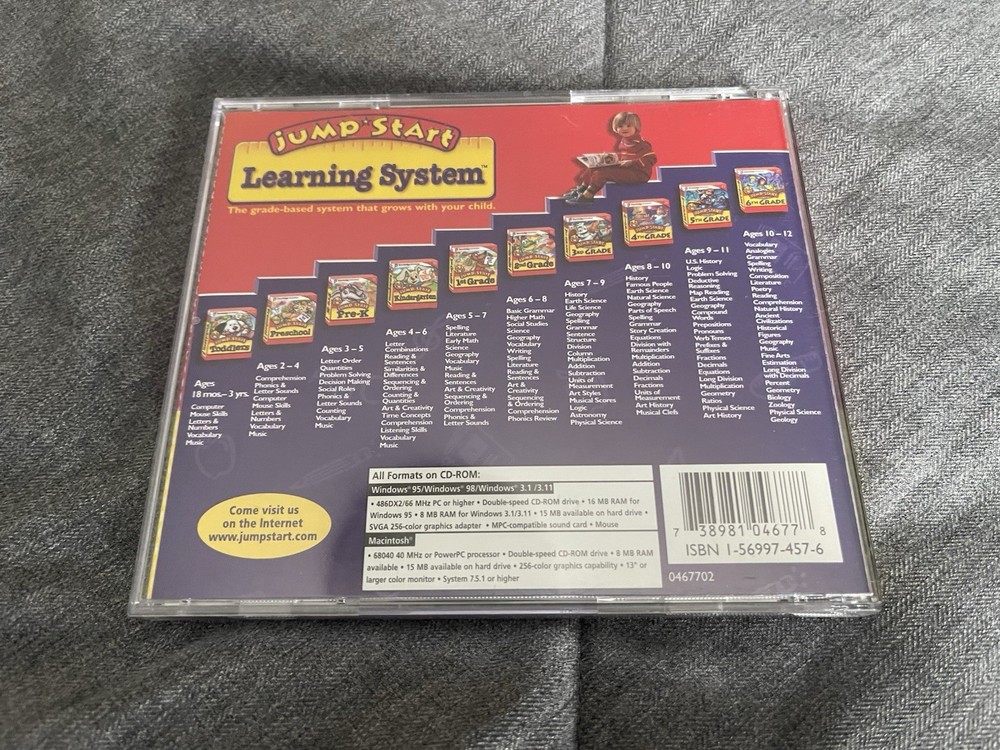 JumpStart
Learning System™
The grade-based system that grows with your child.
Toddlers
Ages
18 mos.– 3 yrs.
Computer
Mouse Skills
Letters &
Numbers
Vocabulary
Music
Preschool
Ages 2 – 4
Comprehension
Phonics &
Letter Sounds
Computer
Mouse Skills
Letters &
Numbers
Vocabulary
Music
Pre-K
Ages 3 – 5
Letter Order
Quantities
Problem Solving
Decision Making
Social Roles
Phonics &
Letter Sounds
Counting
Vocabulary
Music
Kindergarten
Ages 4 – 6
Letter
Combinations
Reading &
Sentences
Similarities &
Differences
Sequencing &
Ordering
Counting &
Quantities
Art & Creativity
Time Concepts
Comprehension
Listening Skills
Vocabulary
Music
1st Grade
Ages 5 – 7
Spelling
Literature
Early Math
Science
Geography
Vocabulary
Music
Reading &
Sentences
Art & Creativity
Sequencing &
Ordering
Comprehension
Phonics &
Letter Sounds
2nd Grade
Ages 6 – 8
Basic Grammar
Higher Math
Social Studies
Science
Geography
Vocabulary
Writing
Spelling
Literature
Reading &
Sentences
Art &
Creativity
Sequencing
& Ordering
Comprehension
Phonics Review
3RD GRADE
Ages 7 – 9
History
Earth Science
Life Science
Geography
Spelling
Grammar
Sentence
Structure
Division
Column
Multiplication
Addition
Subtraction
Units of
Measurement
Art Styles
Musical Scores
Logic
Astronomy
Physical Science
4TH GRADE
Ages 8 – 10
History
Famous People
Earth Science
Natural Science
Geography
Parts of Speech
Spelling
Grammar
Story Creation
Equations
Division with
Remainders
Multiplication
Addition
Subtraction
Decimals
Fractions
Units of
Measurement
Art History
Musical Clefs
5TH GRADE
Ages 9 – 11
U.S. History
Logic
Problem Solving
Deductive
Reasoning
Map Reading
Earth Science
Geography
Compound
Words
Prepositions
Pronouns
Verb Tenses
Prefixes &
Suffixes
Fractions
Decimals
Equations
Long Division
Multiplication
Geometry
Ratios
Physical Science
Art History
6TH GRADE
Ages 10 – 12
Vocabulary
Analogies
Grammar
Spelling
Writing
Composition
Literature
Poetry
Reading
Comprehension
Natural History
Ancient
Civilizations
Historical
Figures
Geography
Music
Fine Arts
Estimation
Long Division
with Decimals
Percent
Geometry
Biology
Zoology
Physical Science
Geology
Come visit us
on the Internet
www.jumpstart.com
All Formats on CD-ROM:
Windows® 95/Windows® 98/Windows® 3.1 /3.11
• 486DX2/66 MHz PC or higher • Double-speed CD-ROM drive • 16 MB RAM for
Windows 95 • 8 MB RAM for Windows 3.1/3.11 • 15 MB available on hard drive •
SVGA 256-color graphics adapter • MPC-compatible sound card • Mouse
Macintosh®
• 68040 40 MHz or PowerPC processor • Double-speed CD-ROM drive • 8 MB RAM
available • 15 MB available on hard drive • 256-color graphics capability • 13" or
larger color monitor • System 7.5.1 or higher
7 38981 04677 8
ISBN 1-56997-457-6
0467702